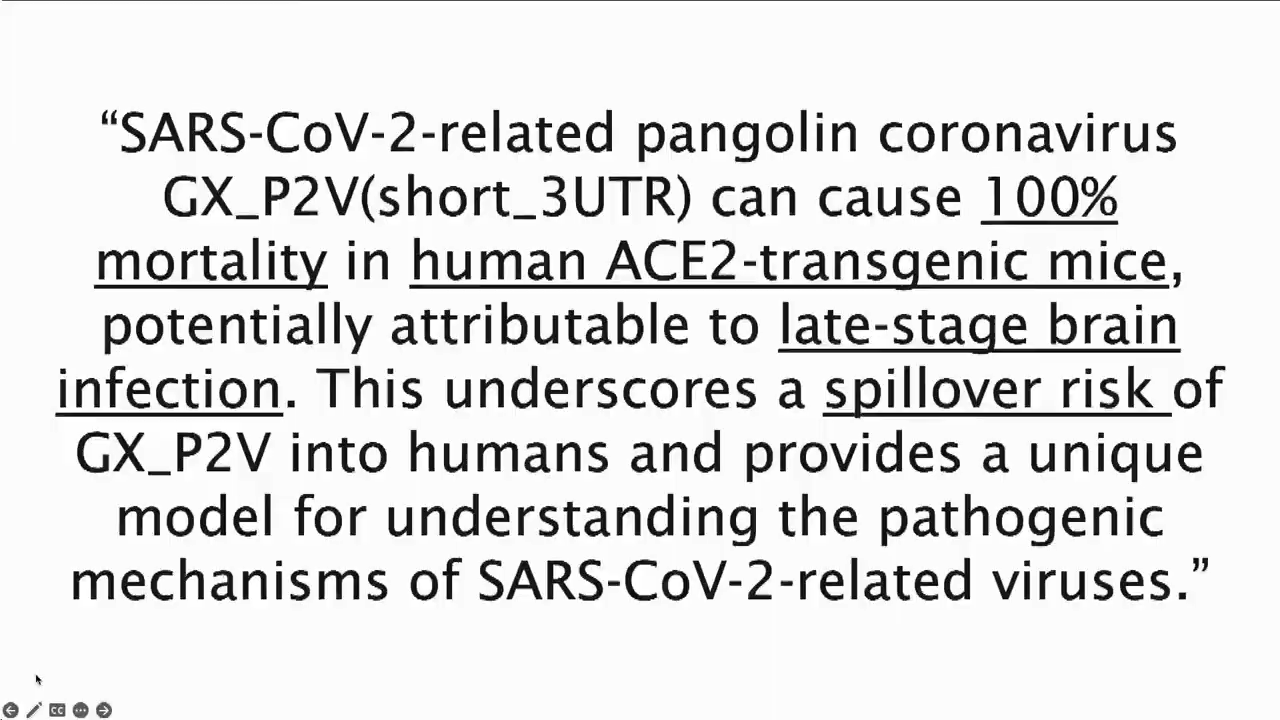 “SARS-CoV-2-related pangolin coronavirus
GX_P2V(short_3UTR) can cause 100%
mortality in human ACE2-transgenic mice,
potentially attributable to late-stage brain
infection. This underscores a spillover risk of
GX_P2V into humans and provides a unique
model for understanding the pathogenic
mechanisms of SARS-CoV-2-related viruses.”
CC